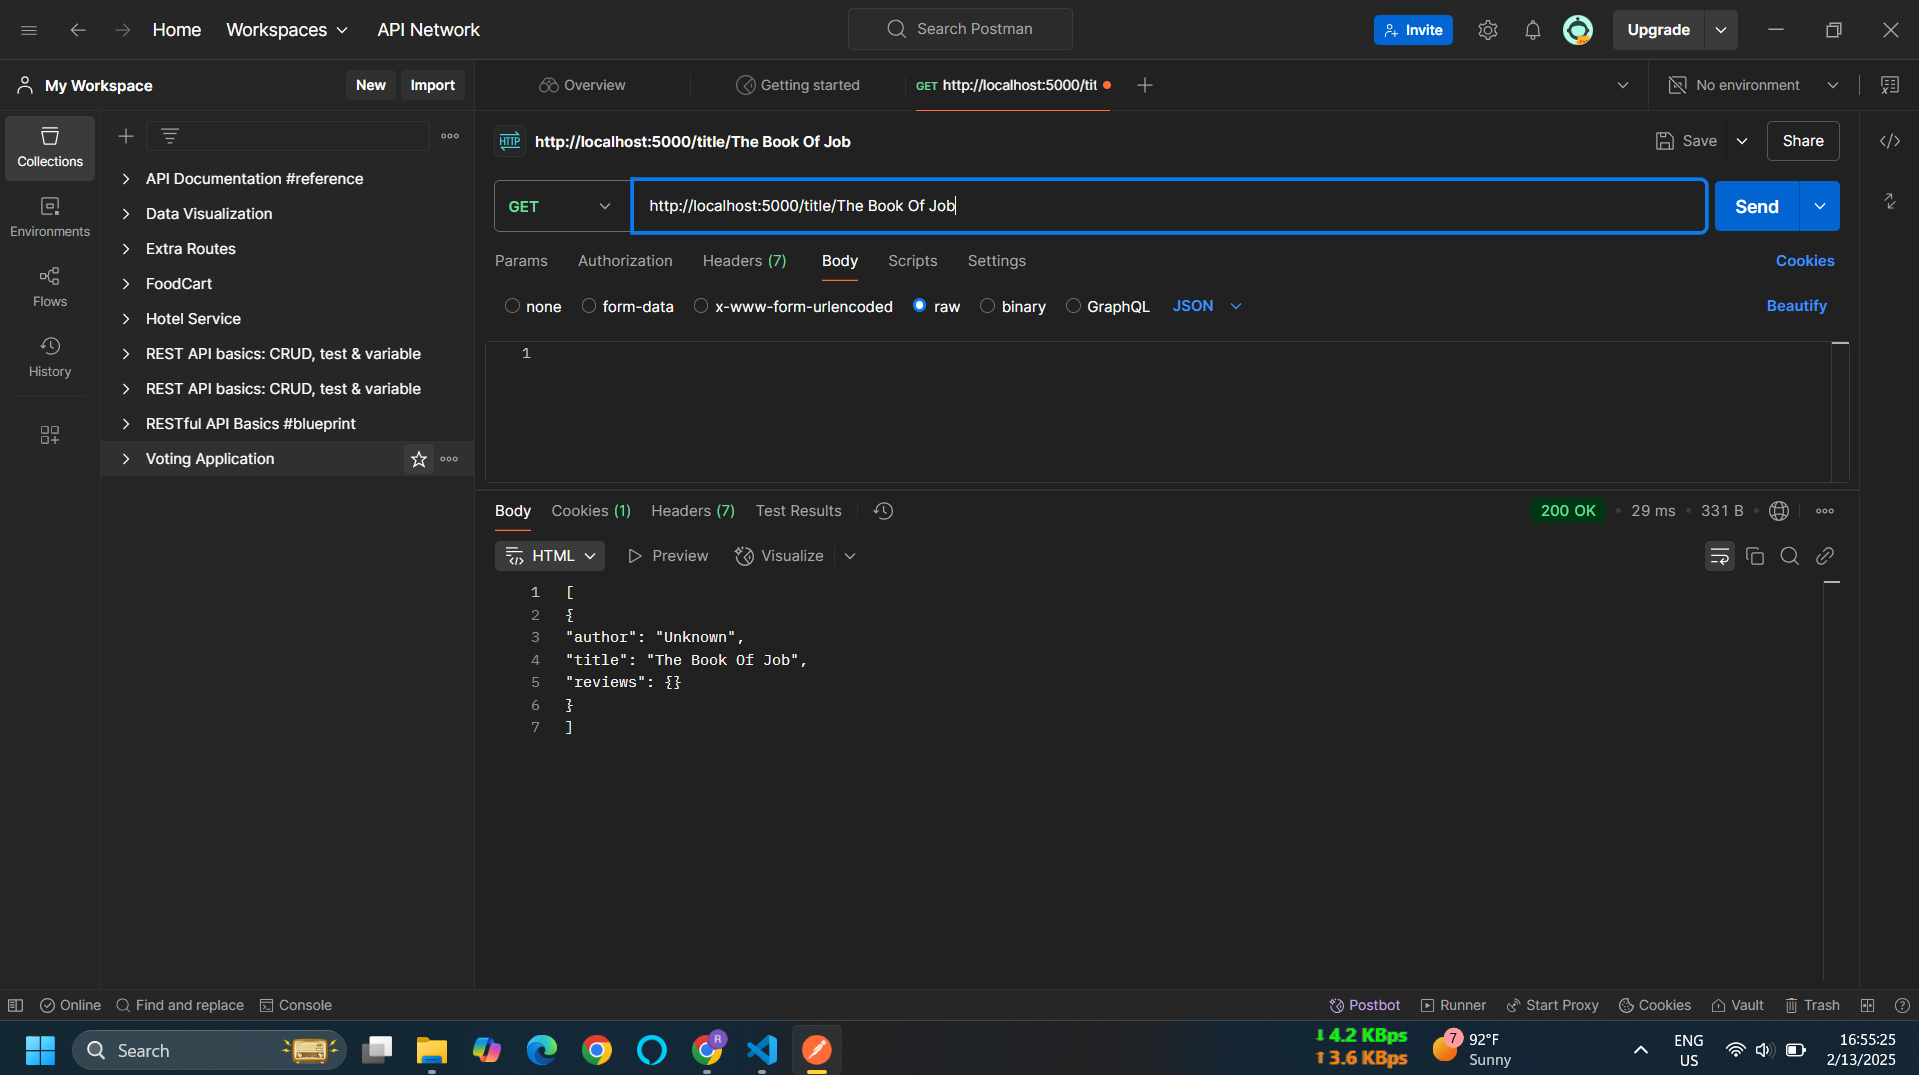 Home
Workspaces
API Network
Search Postman
Invite
Upgrade
My Workspace
New
Import
Overview
Getting started
GET http://localhost:5000/tit
No environment
Collections
Environments
Flows
History
API Documentation #reference
Data Visualization
Extra Routes
FoodCart
Hotel Service
REST API basics: CRUD, test & variable
REST API basics: CRUD, test & variable
RESTful API Basics #blueprint
Voting Application
HTTP
http://localhost:5000/title/The Book Of Job
Save
Share
GET
http://localhost:5000/title/The Book Of Job
Send
Params
Authorization
Headers (7)
Body
Scripts
Settings
Cookies
none
form-data
x-www-form-urlencoded
raw
binary
GraphQL
JSON
Beautify
1
Body
Cookies (1)
Headers (7)
Test Results
200 OK
29 ms
331 B
HTML
Preview
Visualize
1 [
2 {
3 "author": "Unknown",
4 "title": "The Book Of Job",
5 "reviews": {}
6 }
7 ]
Online
Find and replace
Console
Postbot
Runner
Start Proxy
Cookies
Vault
Trash
Search
R
4.2 KBps
3.6 KBps
7
92°F
Sunny
ENG
US
16:55:25
2/13/2025